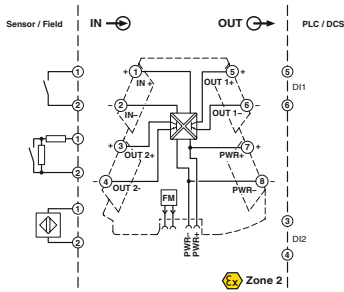 Sensor / Field
IN
OUT
PLC / DCS
1
2
1
2
1
2
+ 1
IN +
– 2
IN–
+ 3
OUT 2+
– 4
OUT 2-
5 +
OUT 1+
6 –
OUT 1–
7 +
PWR+
8 –
PWR–
FM
PWR-
PWR+
5
DI1
6
3
DI2
4
Ex Zone 2